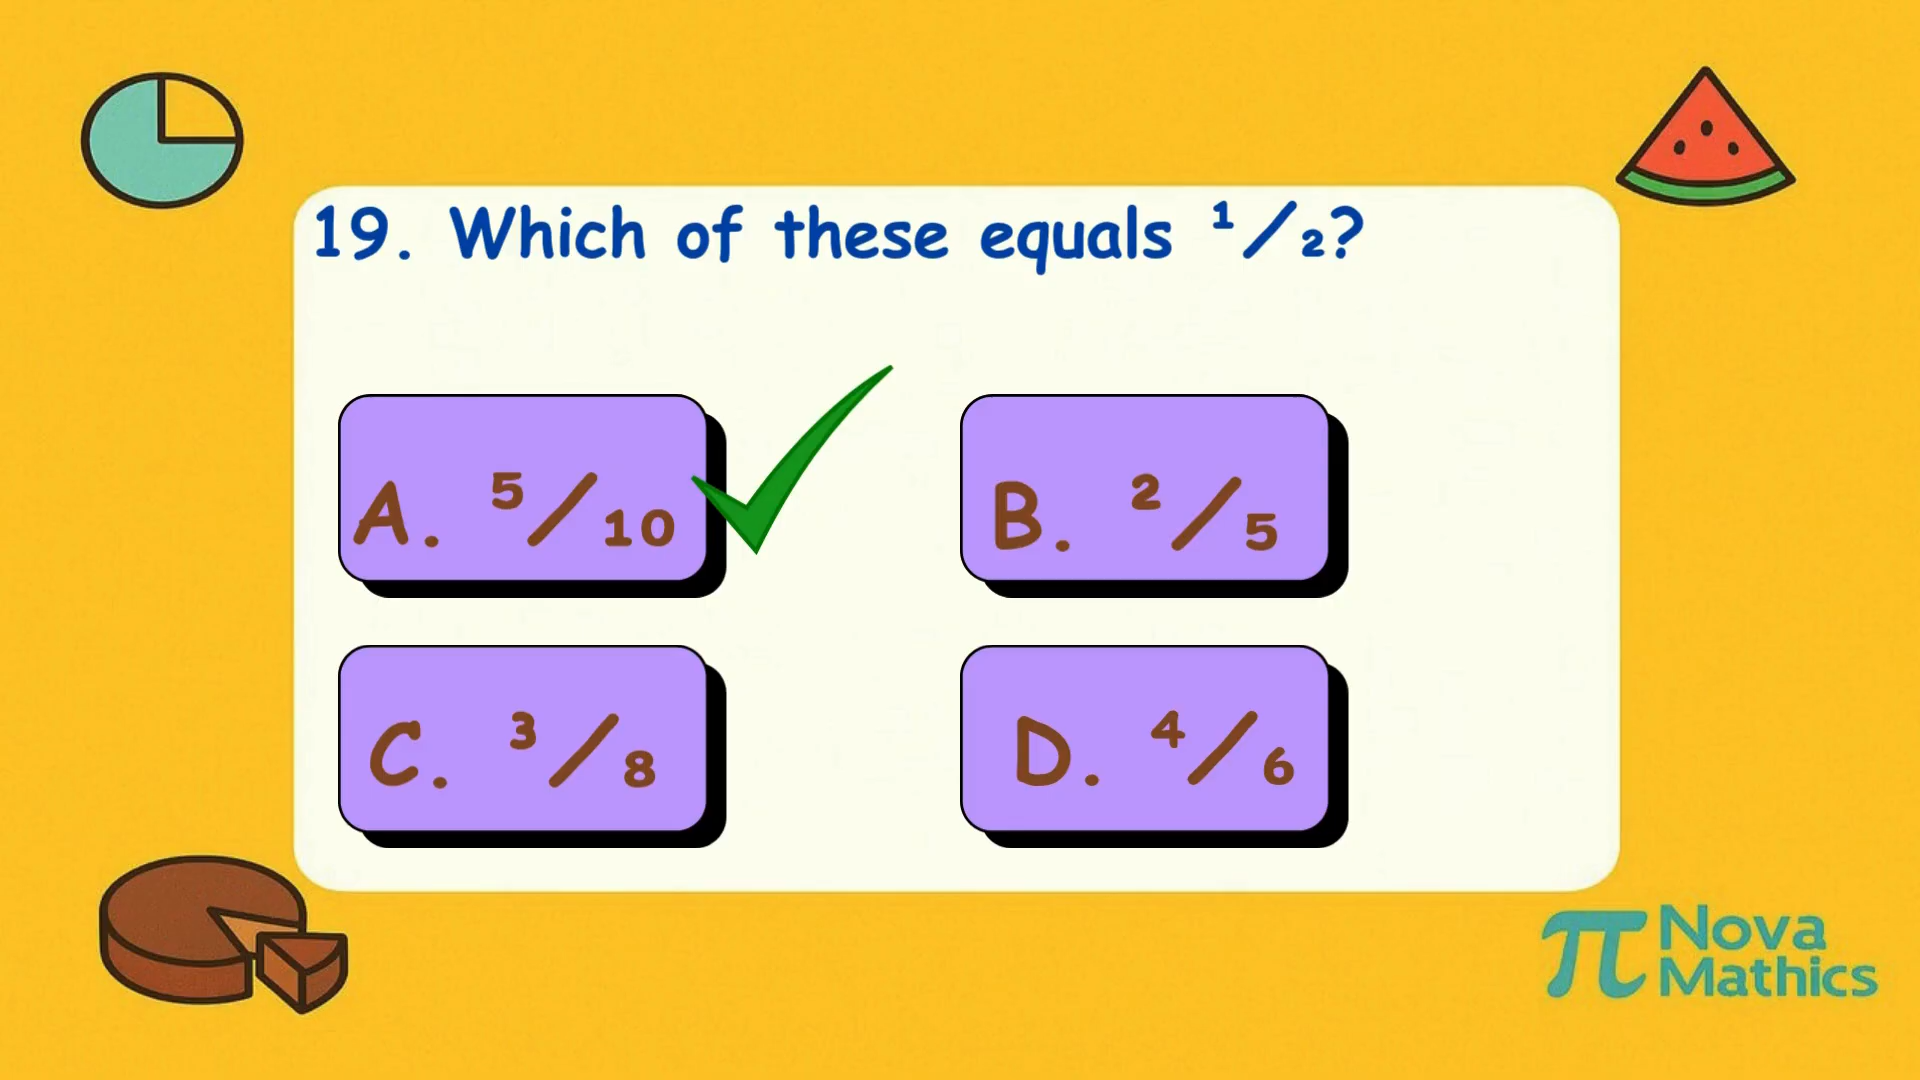 19. Which of these equals ¹/₂?
A. ⁵/₁₀
B. ²/₅
C. ³/₈
D. ⁴/₆
π Nova
Mathics